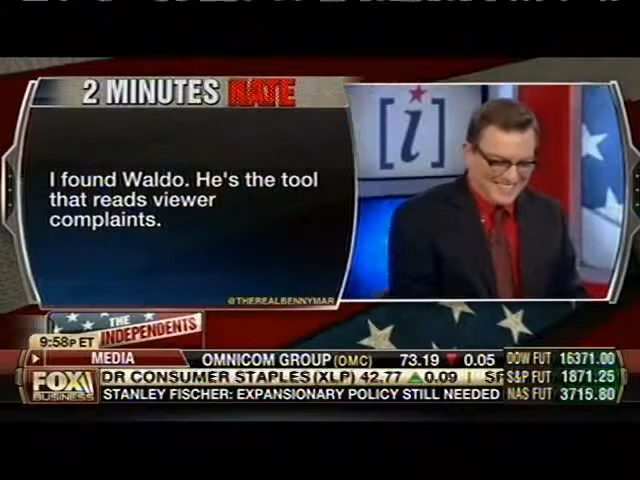 2 MINUTES HATE
I found Waldo. He's the tool
that reads viewer
complaints.
@THEREALBENNYMAR
[i]
THE
INDEPENDENTS
9:58P ET
MEDIA
OMNICOM GROUP (OMC) 73.19 ▼ 0.05
DOW FUT 16371.00
FOX
BUSINESS
OR CONSUMER STAPLES (XLP) 42.77 ▲ 0.09 | SP
S&P FUT 1871.25
STANLEY FISCHER: EXPANSIONARY POLICY STILL NEEDED
NAS FUT 3715.80